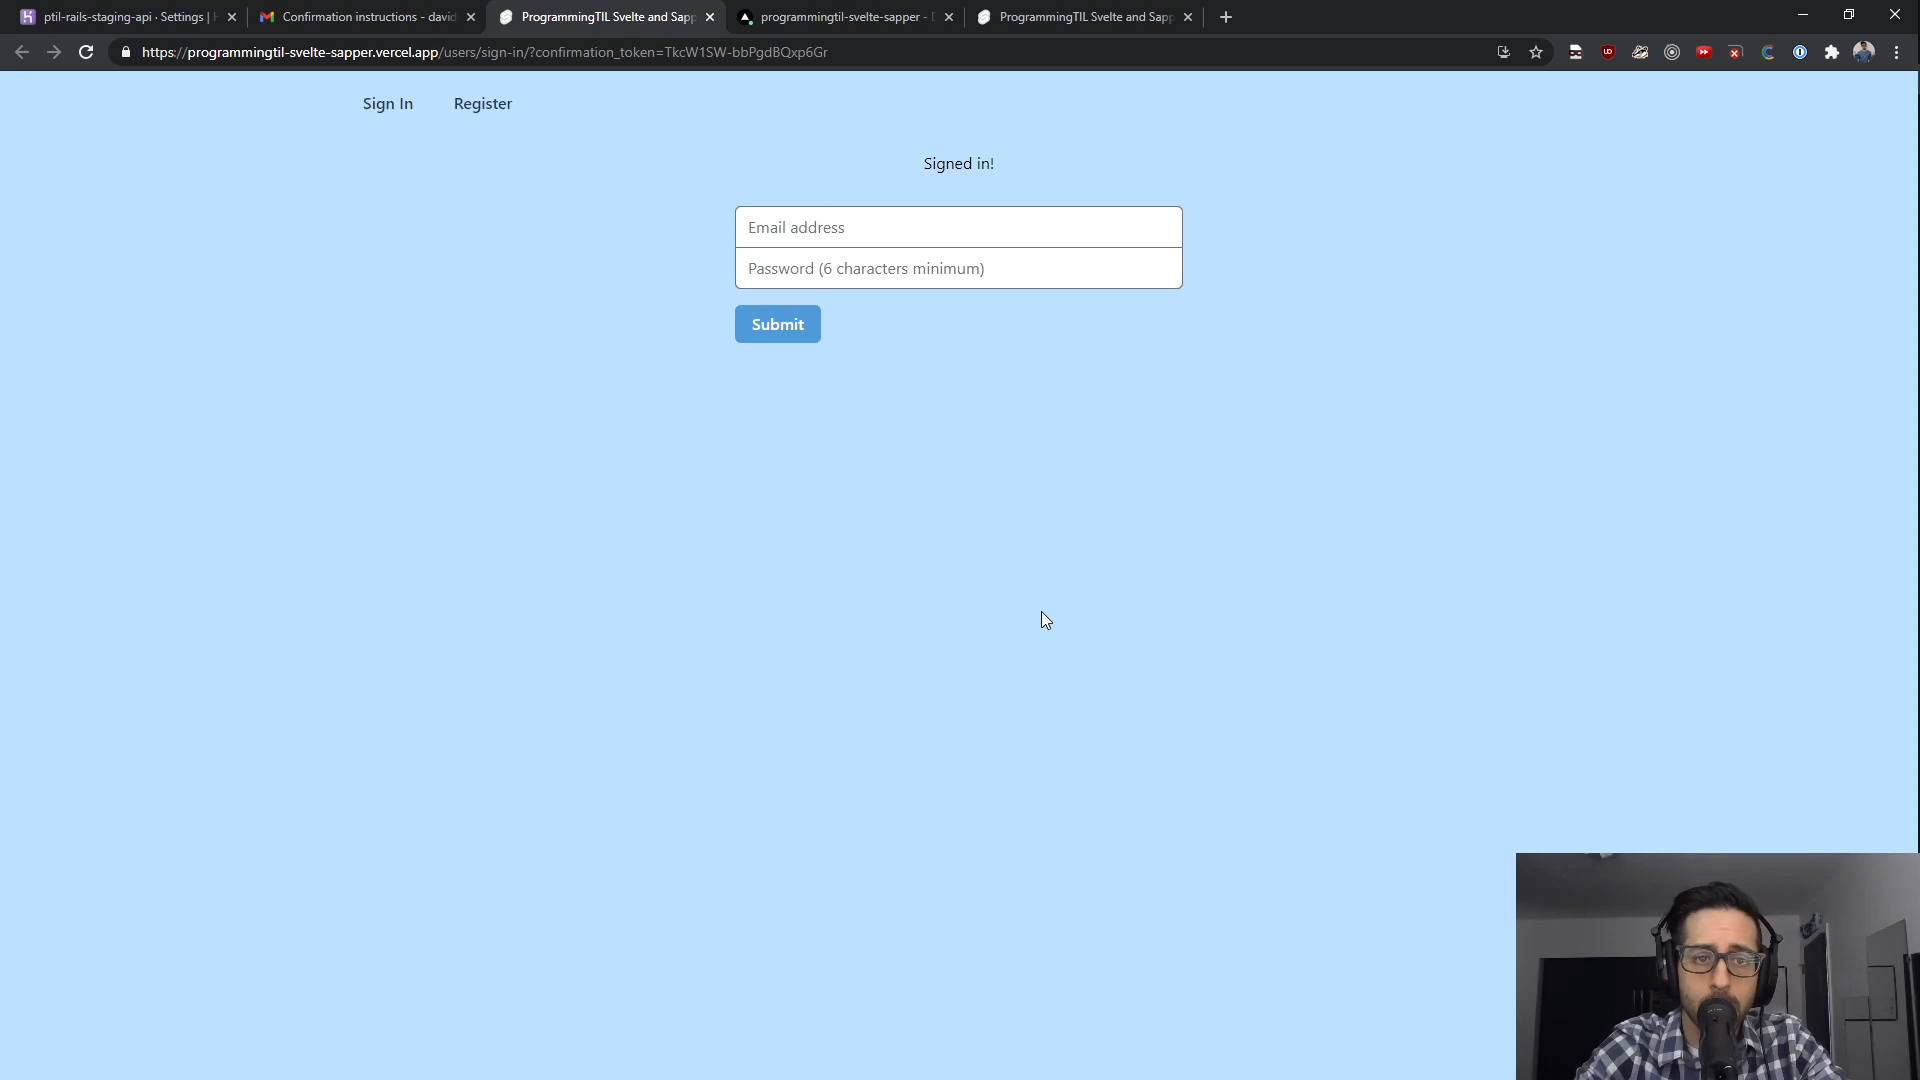 ptil-rails-staging-api · Settings |
Confirmation instructions - david
ProgrammingTIL Svelte and Sapp
programmingtil-svelte-sapper -
ProgrammingTIL Svelte and Sapp
https://programmingtil-svelte-sapper.vercel.app/users/sign-in/?confirmation_token=TkcW1SW-bbPgdBQxp6Gr
Sign In
Register
Signed in!
Email address
Password (6 characters minimum)
Submit